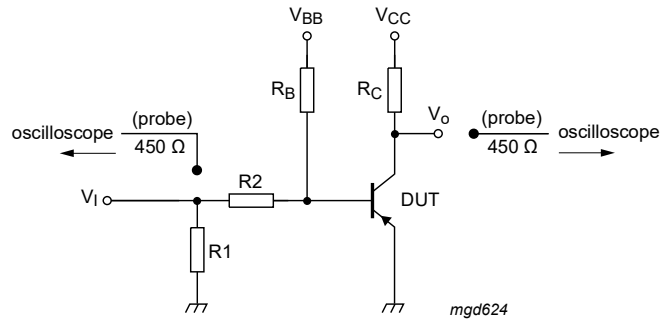 VBB
VCC
RB
RC
Vo
(probe)
450 Ω
oscilloscope
(probe)
450 Ω
oscilloscope
R2
VI
DUT
R1
mgd624